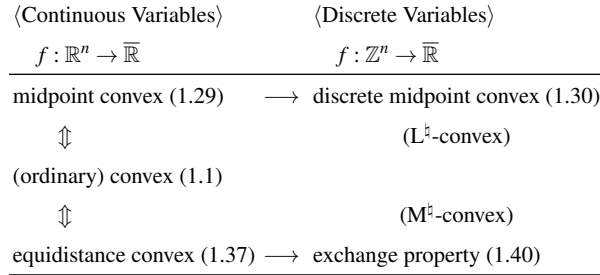 ⟨Continuous Variables⟩ ⟨Discrete Variables⟩
f : ℝⁿ → ℝ̅ f : ℤⁿ → ℝ̅
midpoint convex (1.29) ⟶ discrete midpoint convex (1.30)
⇕ (L♮-convex)
(ordinary) convex (1.1)
⇕ (M♮-convex)
equidistance convex (1.37) ⟶ exchange property (1.40)